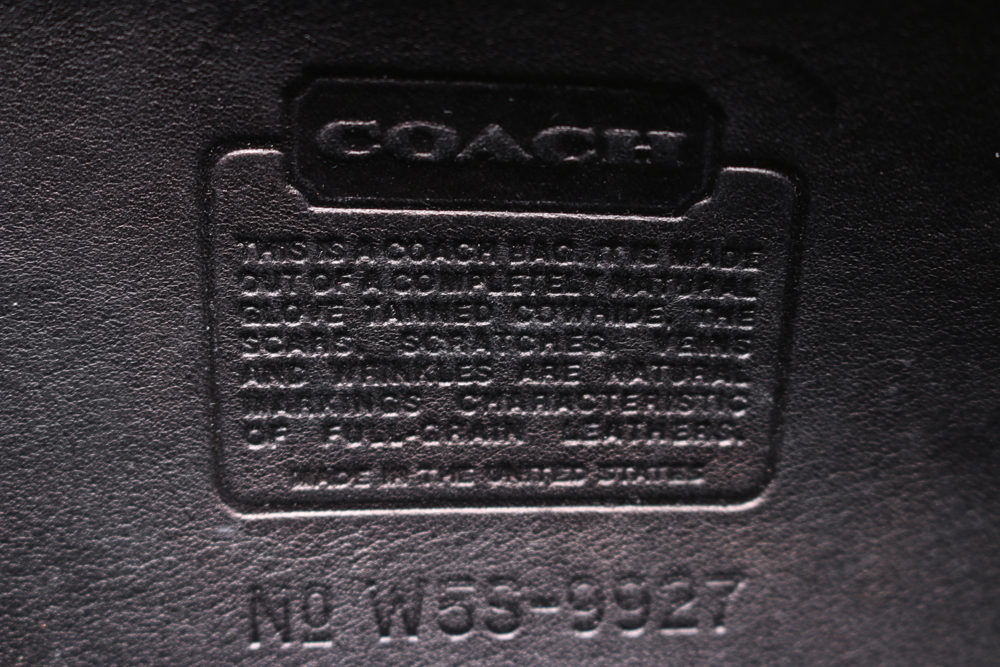 COACH
THIS IS A COACH BAG. IT IS MADE
OUT OF A COMPLETELY NATURAL
GLOVE TANNED COWHIDE, THE
SCARS, SCRATCHES, VEINS
AND WRINKLES ARE NATURAL
MARKINGS CHARACTERISTIC
OF FULL-GRAIN LEATHERS.
MADE IN THE UNITED STATES
Nº W5S-9927